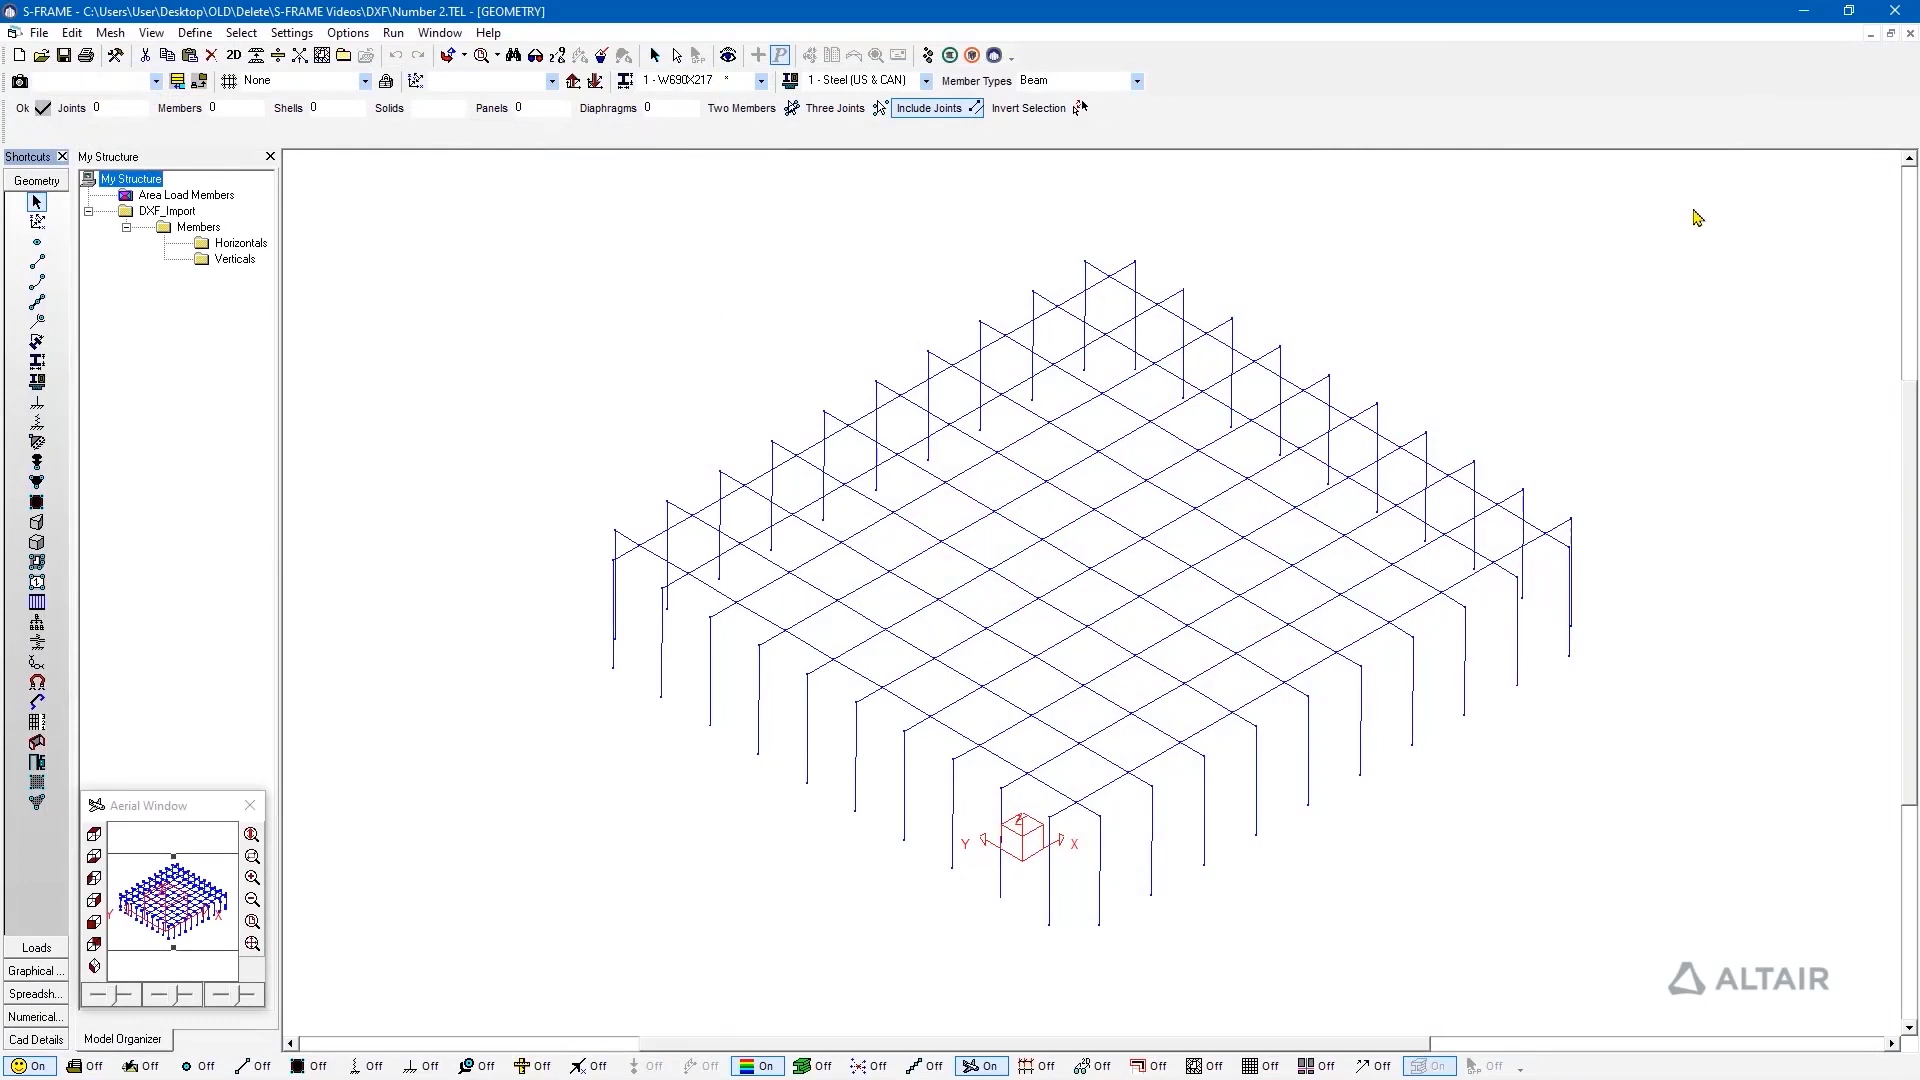 S-FRAME - C:\Users\User\Desktop\OLD\Delete\S-FRAME Videos\DXF\Number 2.TEL - [GEOMETRY]
File Edit Mesh View Define Select Settings Options Run Window Help
2D P
None 1 - W690X217 1 - Steel (US & CAN) Member Types Beam
Ok Joints 0 Members 0 Shells 0 Solids Panels 0 Diaphragms 0 Two Members Three Joints Include Joints Invert Selection
Shortcuts My Structure
Geometry My Structure
Area Load Members
DXF_Import
Members
Horizontals
Verticals
Aerial Window
Y X
Z
Y X
ALTAIR
Loads
Graphical ...
Spreadsh...
Numerical...
Cad Details Model Organizer
On Off Off Off Off Off Off Off Off Off Off Off Off On Off Off Off On Off Off Off Off Off Off Off On Off